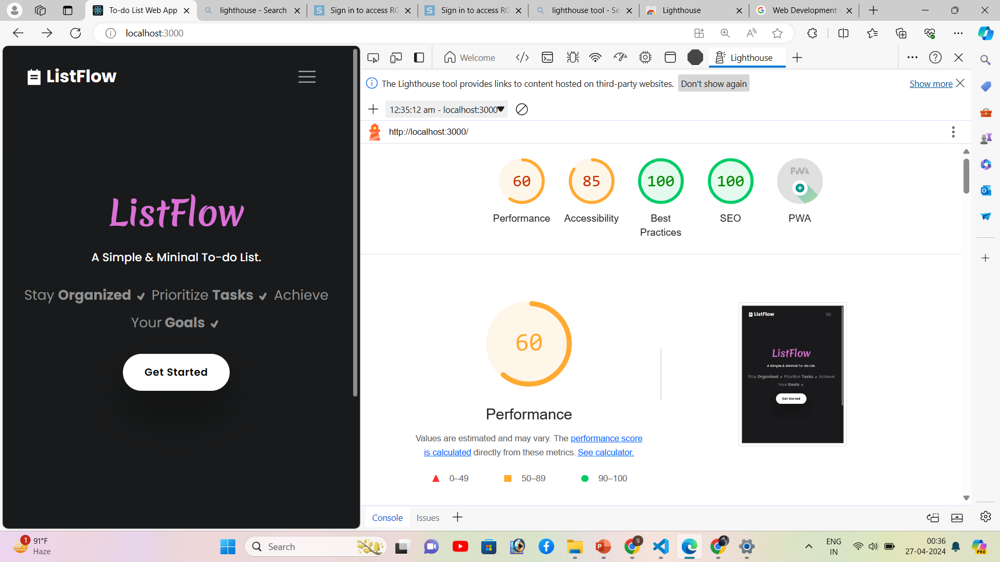 To-do List Web App
lighthouse - Search
Sign in to access RG
Sign in to access RG
lighthouse tool - Se
Lighthouse
Web Development
localhost:3000
ListFlow
ListFlow
A Simple & Mininal To-do List.
Stay Organized ✔ Prioritize Tasks ✔ Achieve
Your Goals ✔
Get Started
Welcome
Lighthouse
The Lighthouse tool provides links to content hosted on third-party websites.
Don't show again
Show more
12:35:12 am - localhost:3000
http://localhost:3000/
60
85
100
100
PWA
Performance
Accessibility
Best
Practices
SEO
PWA
60
Performance
Values are estimated and may vary. The performance score
is calculated directly from these metrics. See calculator.
0–49
50–89
90–100
ListFlow
ListFlow
A Simple & Mininal To-do List.
Stay Organized ✔ Prioritize Tasks ✔ Achieve
Your Goals ✔
Get Started
Console
Issues
1
91°F
Haze
Search
S
ENG
IN
00:36
27-04-2024
PRE